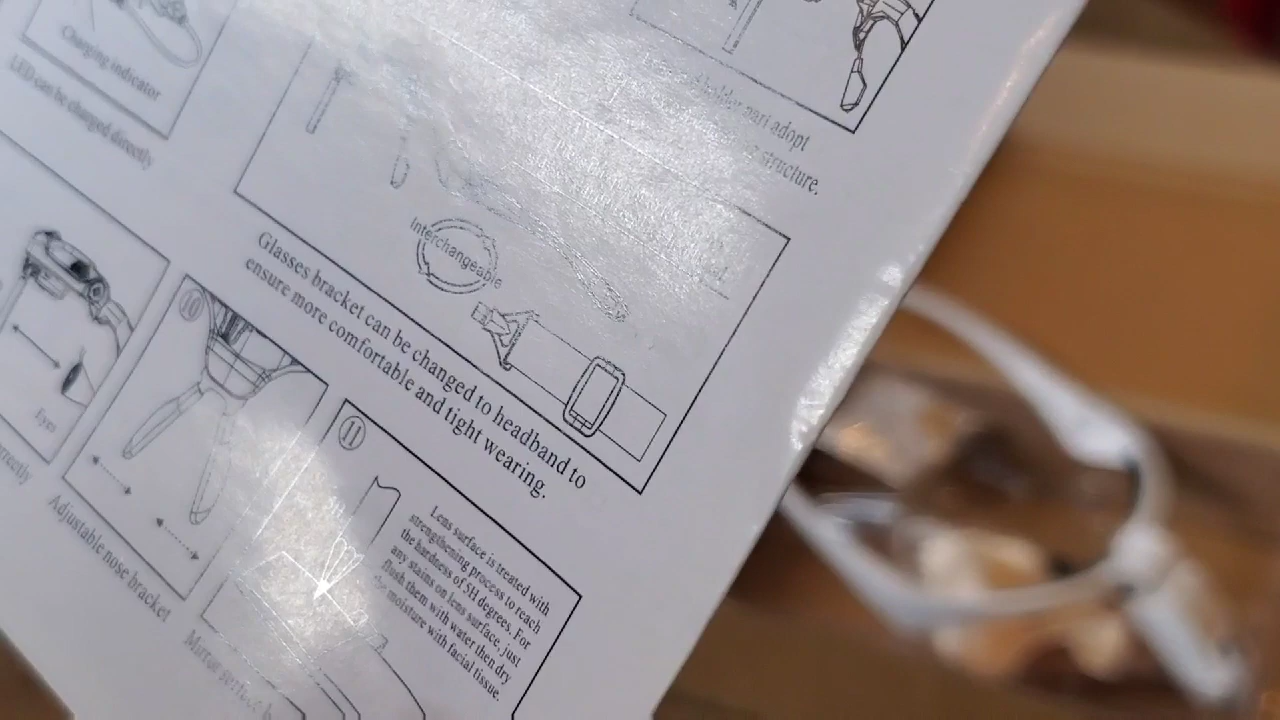 Charging indicator
LED can be changed directly
part adopt
structure,
Interchangeable
Glasses bracket can be changed to headband to
ensure more comfortable and tight wearing.
Eyes
10
Adjustable nose bracket
11
Lens surface is treated with
strengthening process to reach
the hardness of 5H degrees. For
any stains on lens surface, just
flush them with water then dry
the moisture with facial tissue.
Mirror surface